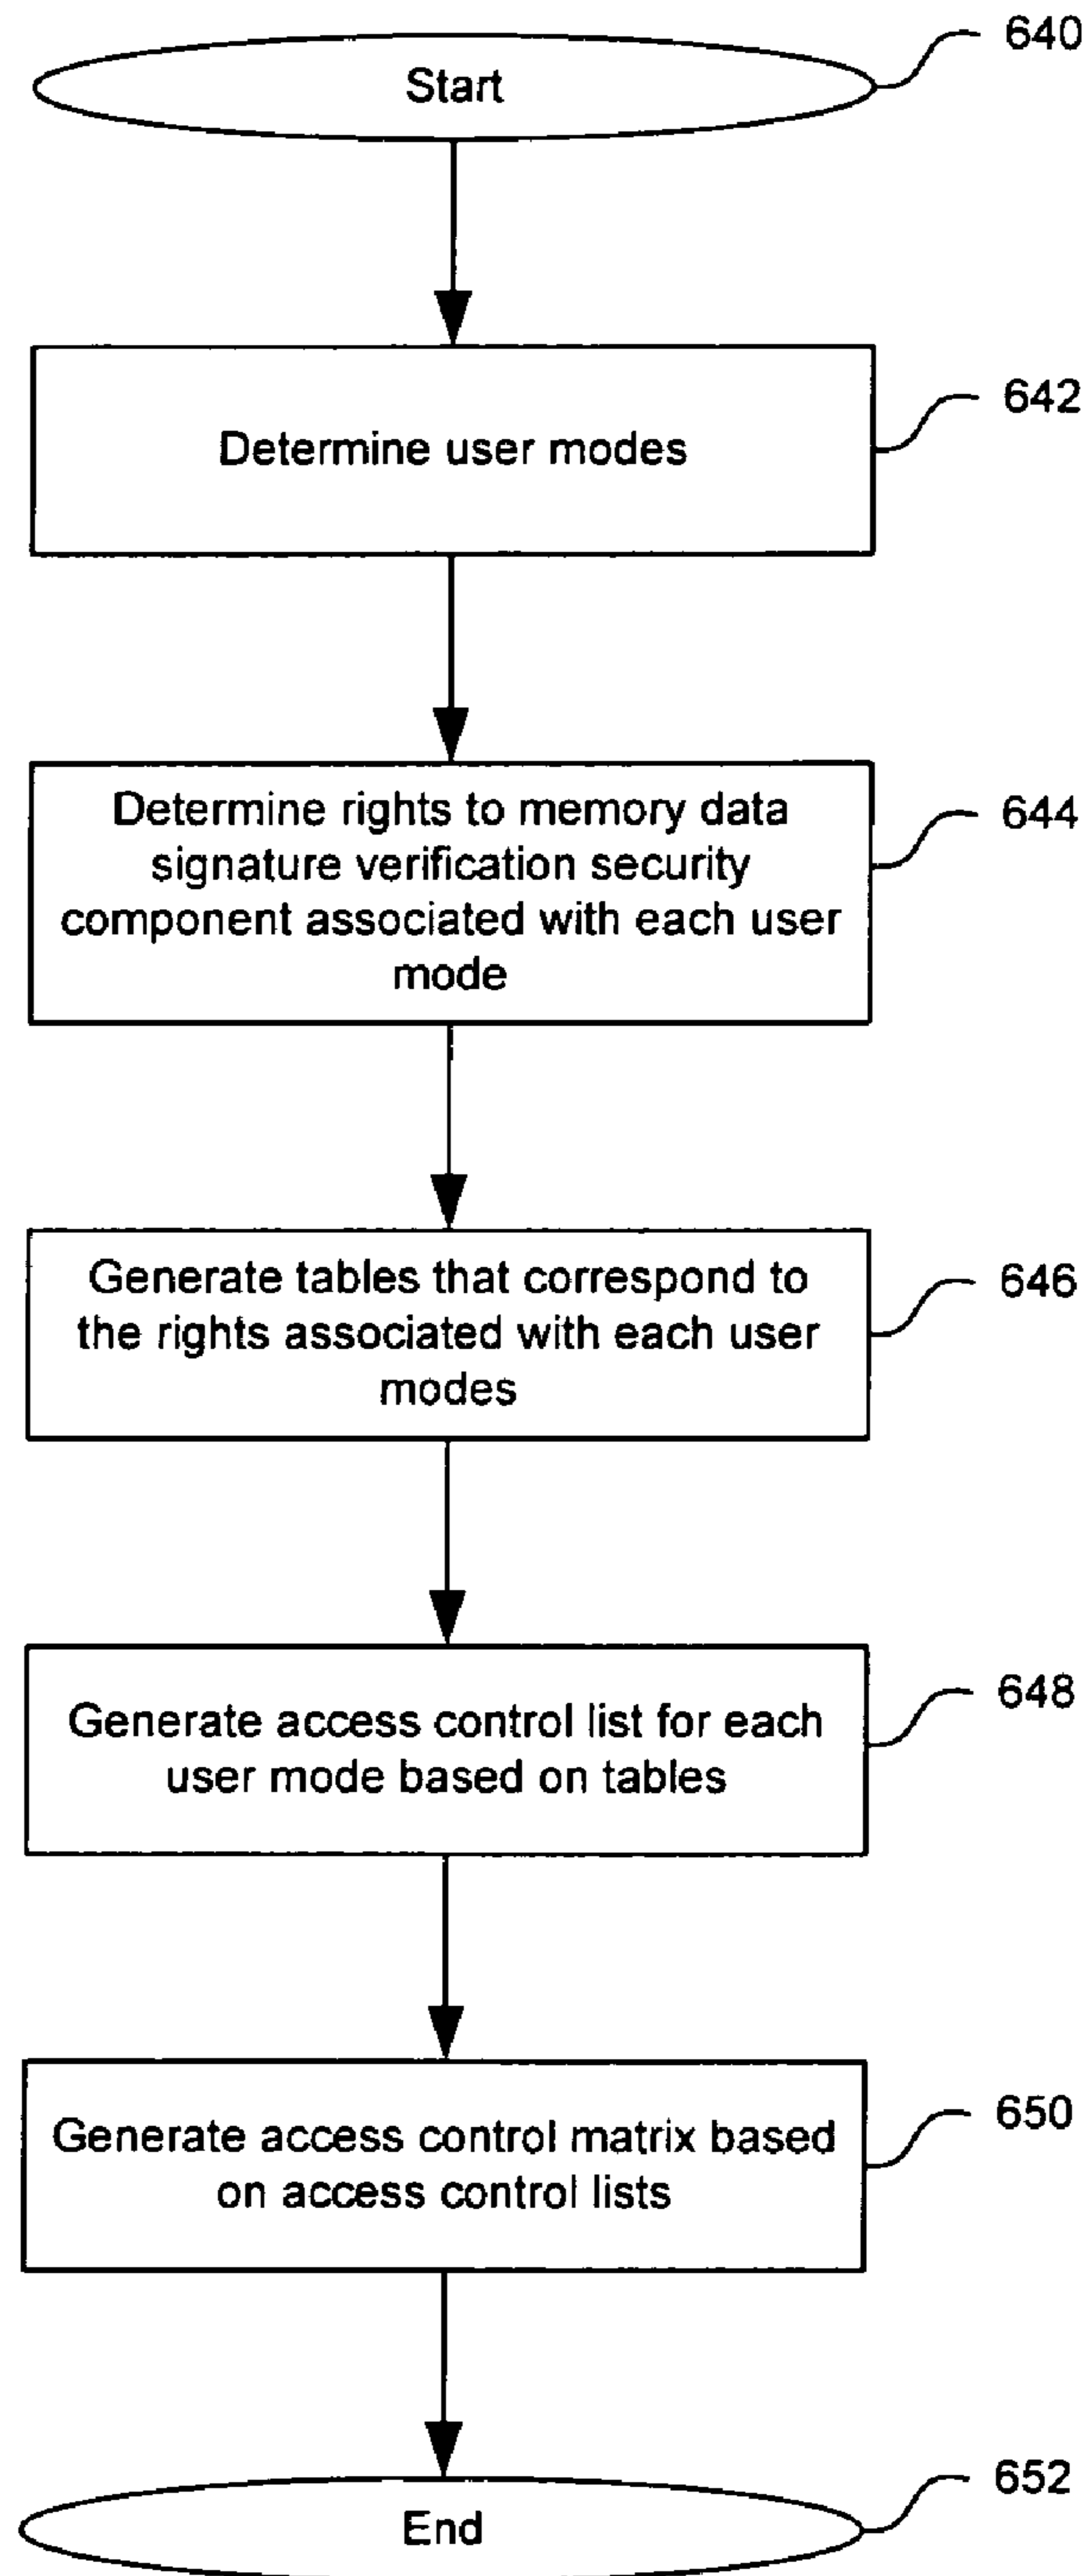 640
Start
642
Determine user modes
644
Determine rights to memory data
signature verification security
component associated with each user
mode
646
Generate tables that correspond to
the rights associated with each user
modes
648
Generate access control list for each
user mode based on tables
650
Generate access control matrix based
on access control lists
652
End